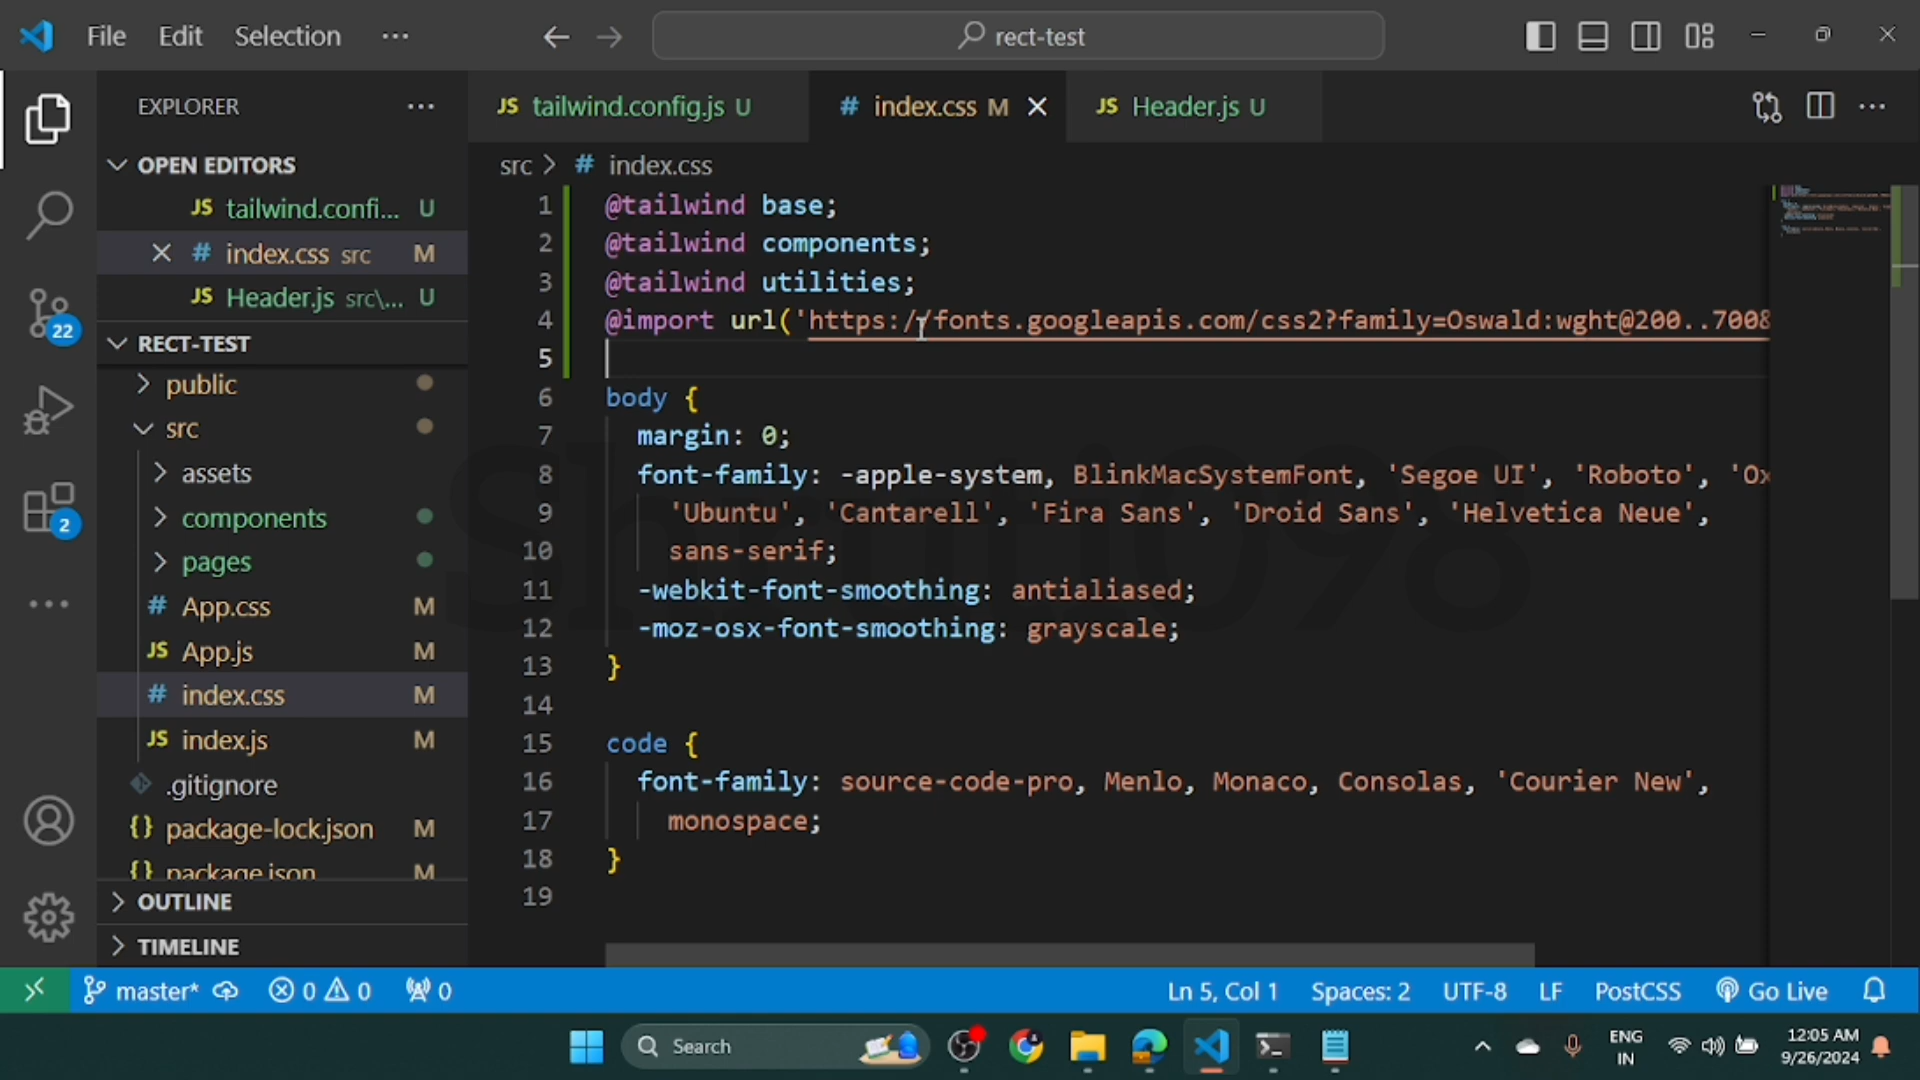 File Edit Selection ···
rect-test
EXPLORER ···
OPEN EDITORS
JS tailwind.confi... U
# index.css src M
JS Header.js src\... U
RECT-TEST
public
src
assets
components
pages
# App.css M
JS App.js M
# index.css M
JS index.js M
.gitignore
{} package-lock.json M
{} package.json M
OUTLINE
TIMELINE
22
2
JS tailwind.config.js U
# index.css M
JS Header.js U
src > # index.css
1 @tailwind base;
2 @tailwind components;
3 @tailwind utilities;
4 @import url('https://fonts.googleapis.com/css2?family=Oswald:wght@200..700&
5
6 body {
7 margin: 0;
8 font-family: -apple-system, BlinkMacSystemFont, 'Segoe UI', 'Roboto', 'Ox
9 'Ubuntu', 'Cantarell', 'Fira Sans', 'Droid Sans', 'Helvetica Neue',
10 sans-serif;
11 -webkit-font-smoothing: antialiased;
12 -moz-osx-font-smoothing: grayscale;
13 }
14
15 code {
16 font-family: source-code-pro, Menlo, Monaco, Consolas, 'Courier New',
17 monospace;
18 }
19
master* 0 0 0
Ln 5, Col 1 Spaces: 2 UTF-8 LF PostCSS Go Live
Search
ENG
IN
12:05 AM
9/26/2024